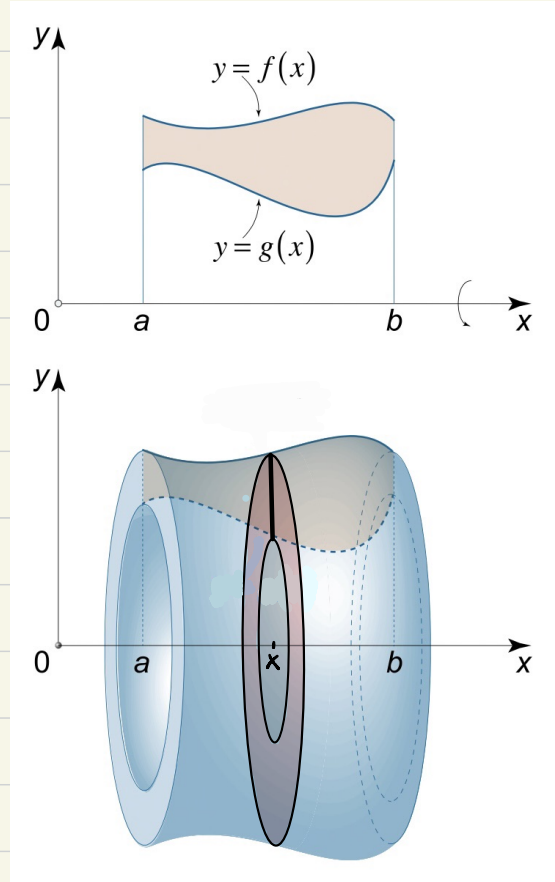 y
y = f(x)
y = g(x)
0 a b x
y
0 a x b x